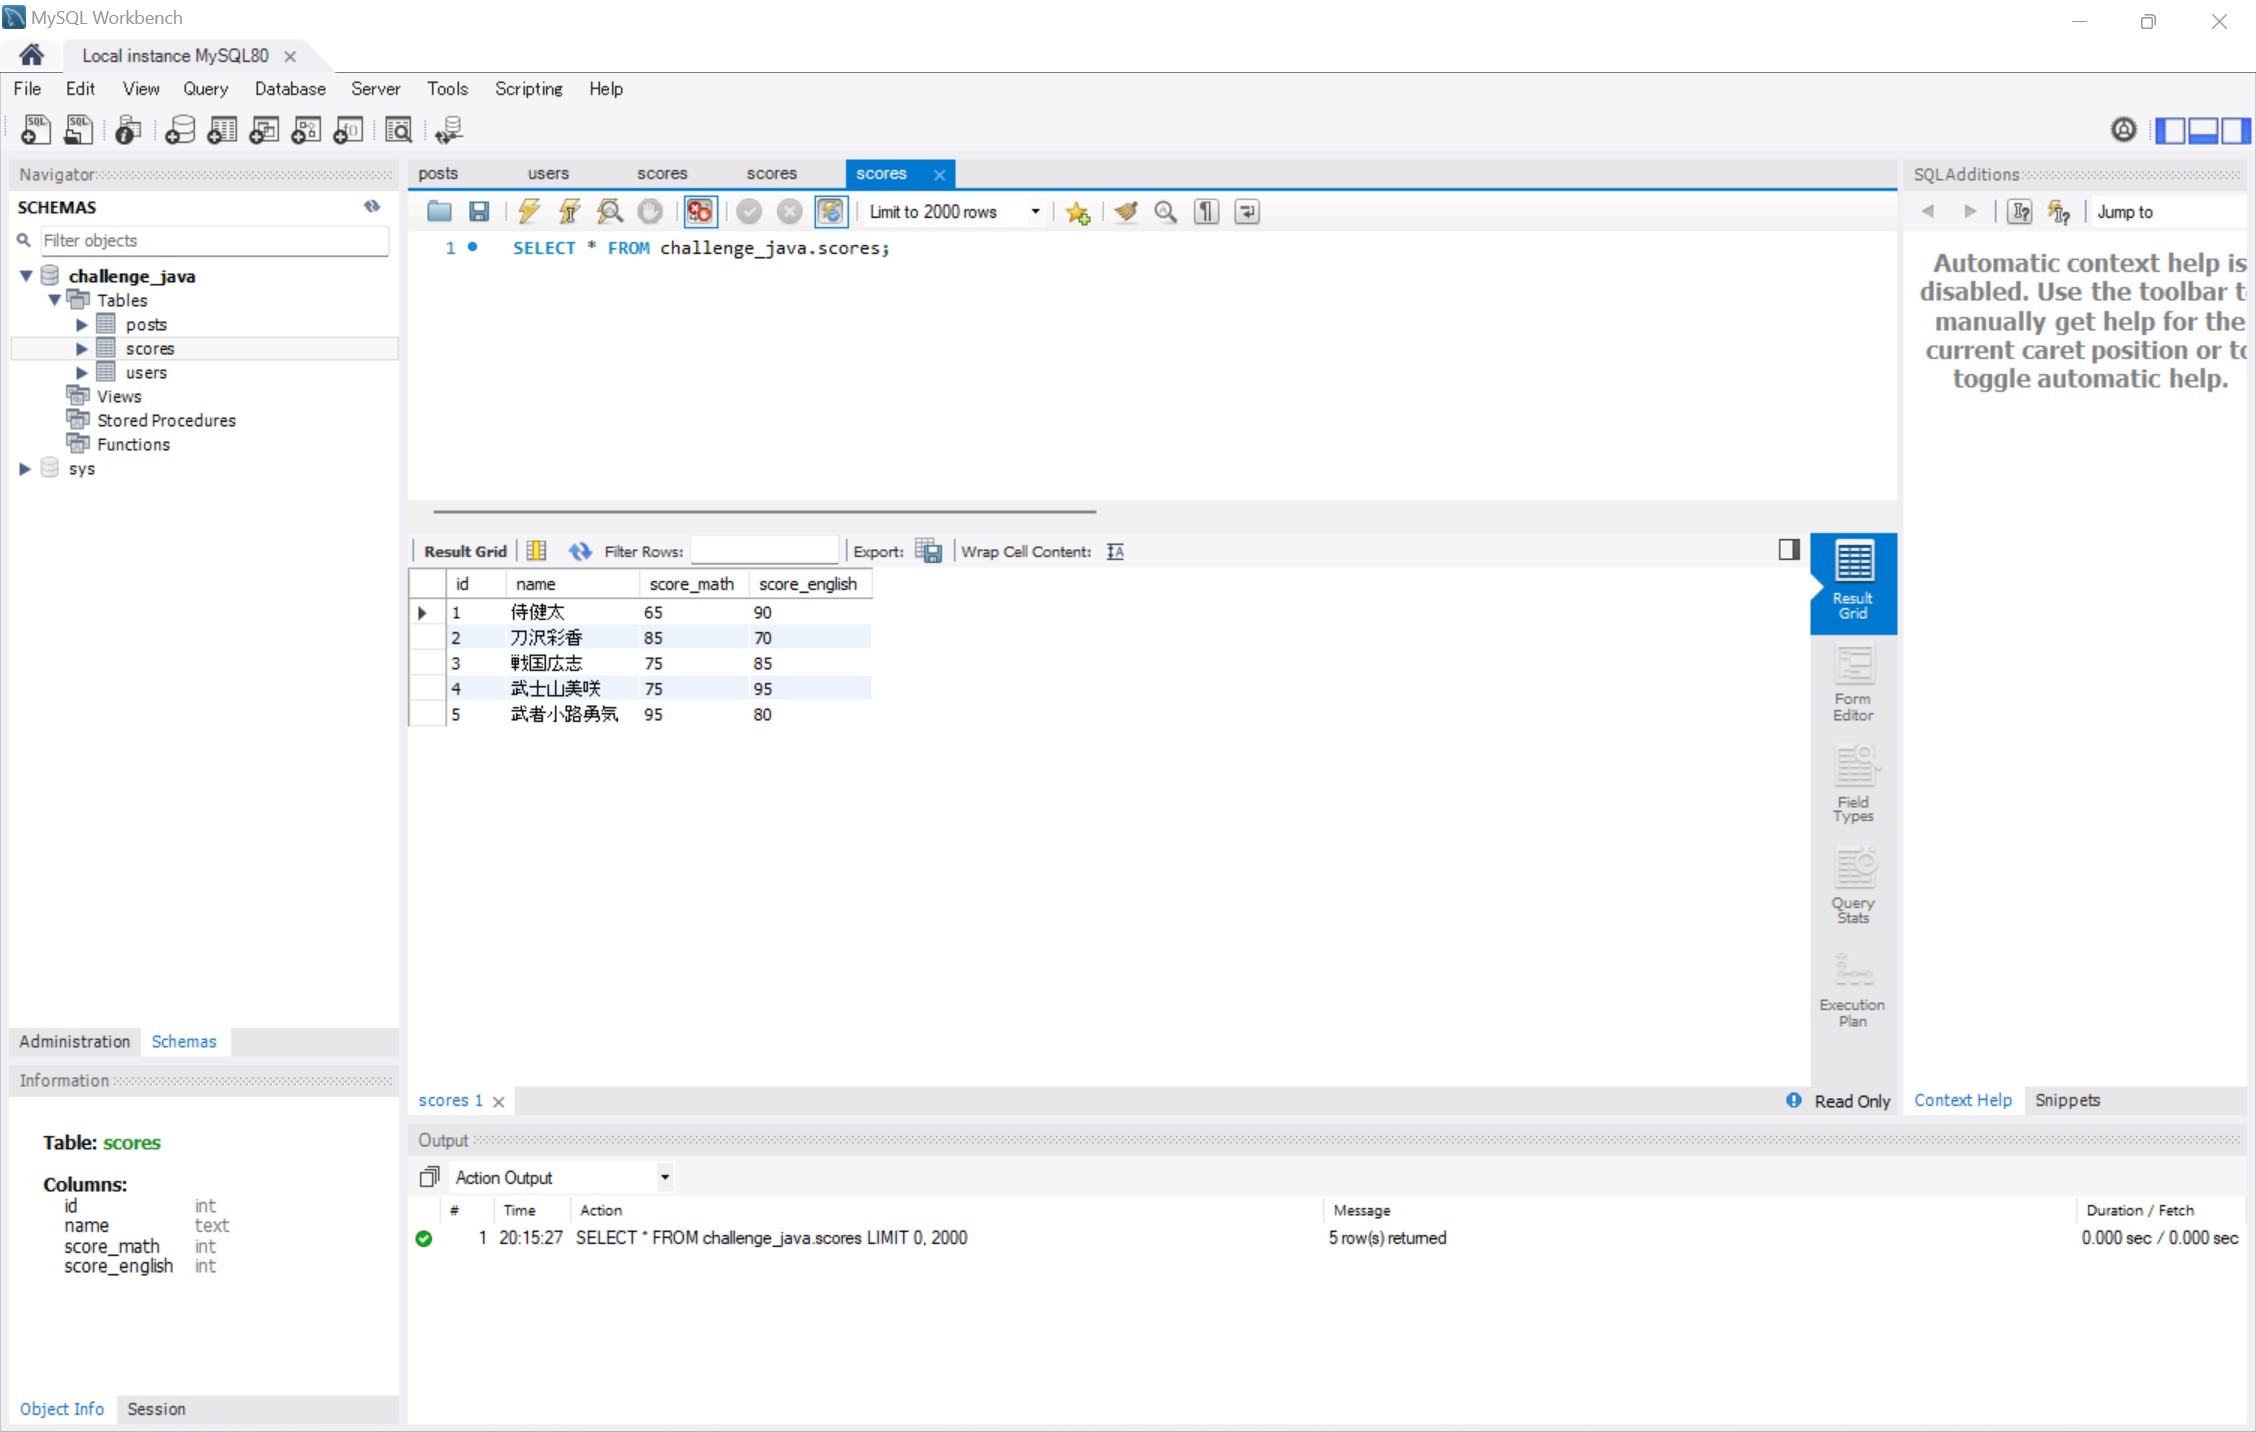 MySQL Workbench
Local instance MySQL80
File Edit View Query Database Server Tools Scripting Help
Navigator
SCHEMAS
Filter objects
challenge_java
Tables
posts
scores
users
Views
Stored Procedures
Functions
sys
Administration Schemas
Information
Table: scores
Columns:
id int
name text
score_math int
score_english int
Object Info Session
posts users scores scores scores
Limit to 2000 rows
1 SELECT * FROM challenge_java.scores;
Result Grid Filter Rows: Export: Wrap Cell Content:
id name score_math score_english
1 侍健太 65 90
2 刀沢彩香 85 70
3 戦国広志 75 85
4 武士山美咲 75 95
5 武者小路勇気 95 80
Result
Grid
Form
Editor
Field
Types
Query
Stats
Execution
Plan
scores 1 Read Only
SQLAdditions
Jump to
Automatic context help is
disabled. Use the toolbar t
manually get help for the
current caret position or to
toggle automatic help.
Context Help Snippets
Output
Action Output
# Time Action Message Duration / Fetch
1 20:15:27 SELECT * FROM challenge_java.scores LIMIT 0, 2000 5 row(s) returned 0.000 sec / 0.000 sec